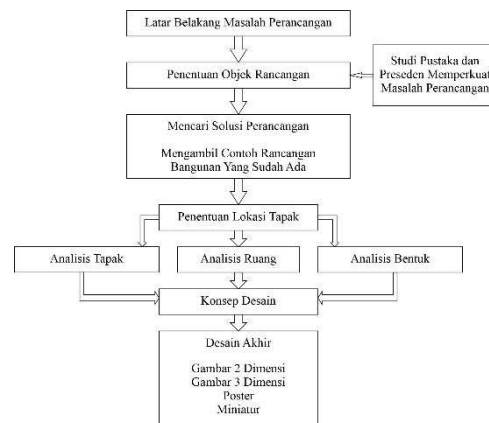 Latar Belakang Masalah Perancangan
Penentuan Objek Rancangan
Studi Pustaka dan
Preseden Memperkuat
Masalah Perancangan
Mencari Solusi Perancangan
Mengambil Contoh Rancangan
Bangunan Yang Sudah Ada
Penentuan Lokasi Tapak
Analisis Tapak
Analisis Ruang
Analisis Bentuk
Konsep Desain
Desain Akhir
Gambar 2 Dimensi
Gambar 3 Dimensi
Poster
Miniatur